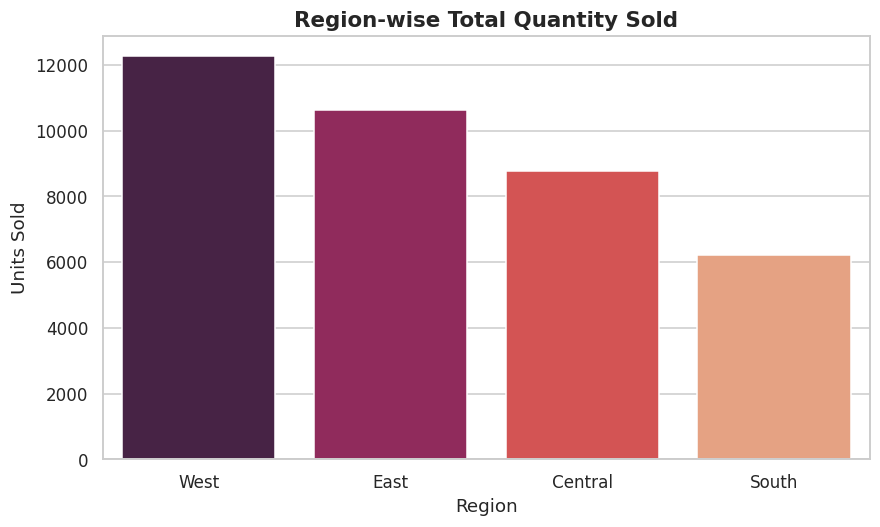 Region-wise Total Quantity Sold
12000
10000
8000
6000
4000
2000
0
Units Sold
West East Central South
Region